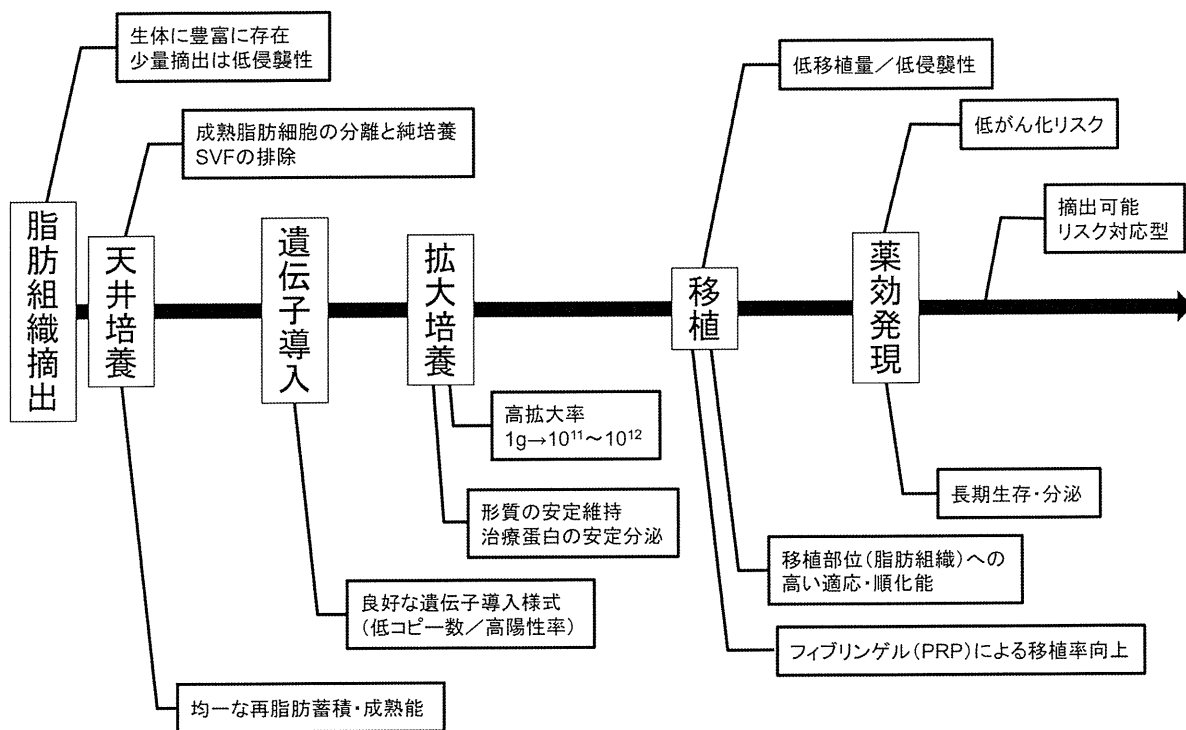 生体に豊富に存在
少量摘出は低侵襲性
成熟脂肪細胞の分離と純培養
SVFの排除
低移植量／低侵襲性
低がん化リスク
摘出可能
リスク対応型
脂肪組織摘出
天井培養
遺伝子導入
拡大培養
移植
薬効発現
高拡大率
1g→10¹¹～10¹²
形質の安定維持
治療蛋白の安定分泌
良好な遺伝子導入様式
（低コピー数／高陽性率）
均一な再脂肪蓄積・成熟能
長期生存・分泌
移植部位（脂肪組織）への
高い適応・順化能
フィブリンゲル（PRP）による移植率向上